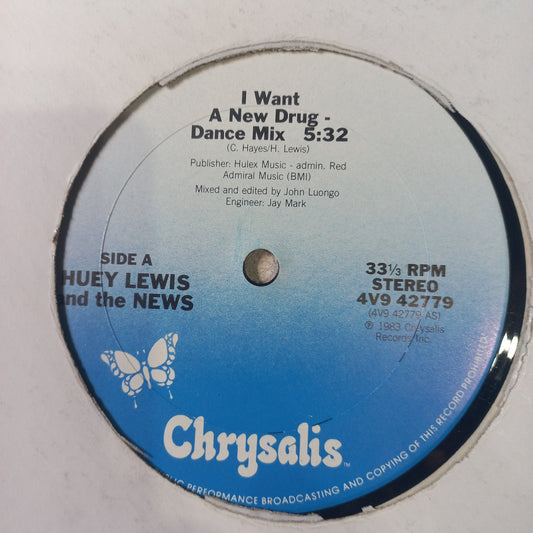 I Want
A New Drug -
Dance Mix 5:32
(C. Hayes/H. Lewis)
Publisher: Hulex Music - admin. Red
Admiral Music (BMI)
Mixed and edited by John Luongo
Engineer: Jay Mark
SIDE A
HUEY LEWIS
and the NEWS
33⅓ RPM
STEREO
4V9 42779
(4V9 42779 AS)
℗ 1983 Chrysalis
Records Inc.
Chrysalis™
PERFORMANCE BROADCASTING AND COPYING OF THIS RECORD PROHIBITED